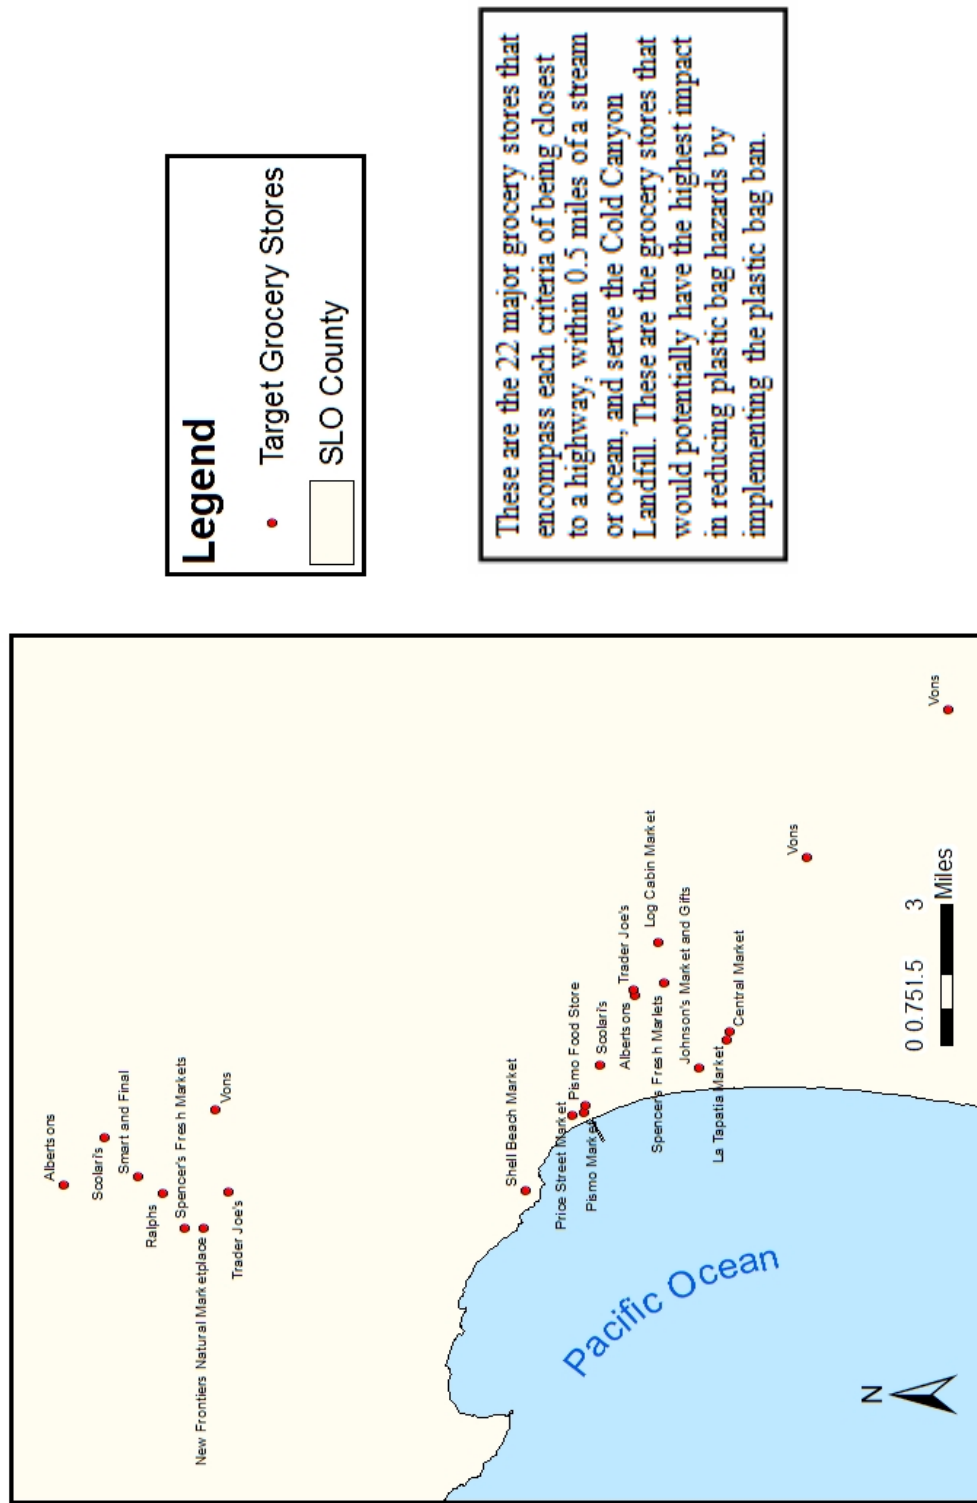 Legend
Target Grocery Stores
SLO County
These are the 22 major grocery stores that
encompass each criteria of being closest
to a highway, within 0.5 miles of a stream
or ocean, and serve the Cold Canyon
Landfill. These are the grocery stores that
would potentially have the highest impact
in reducing plastic bag hazards by
implementing the plastic bag ban.
Albertsons
Scolari's
Smart and Final
Ralphs
Spencer's Fresh Markets
New Frontiers Natural Marketplace
Vons
Trader Joe's
Shell Beach Market
Price Street Market
Pismo Food Store
Pismo Market
Scolari's
Albertsons
Trader Joe's
Spencer's Fresh Marlets
Log Cabin Market
Johnson's Market and Gifts
La Tapatia Market
Central Market
Vons
Vons
Pacific Ocean
N
0 0.751.5 3
Miles